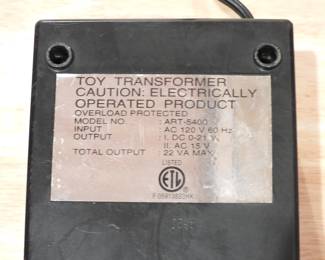 TOY TRANSFORMER
CAUTION: ELECTRICALLY
OPERATED PRODUCT
OVERLOAD PROTECTED
MODEL NO. : ART-5400
INPUT : AC 120 V 60 Hz
OUTPUT : I. DC 0-21 V
II. AC 15 V
TOTAL OUTPUT : 22 VA MAX
LISTED
ETL